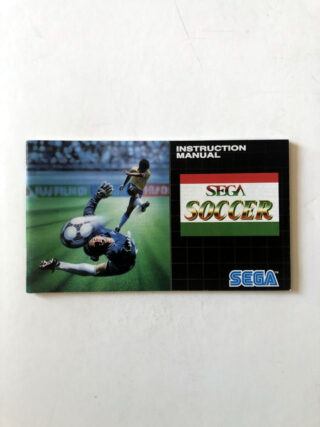 INSTRUCTION
MANUAL
SEGA
SOCCER
SEGA